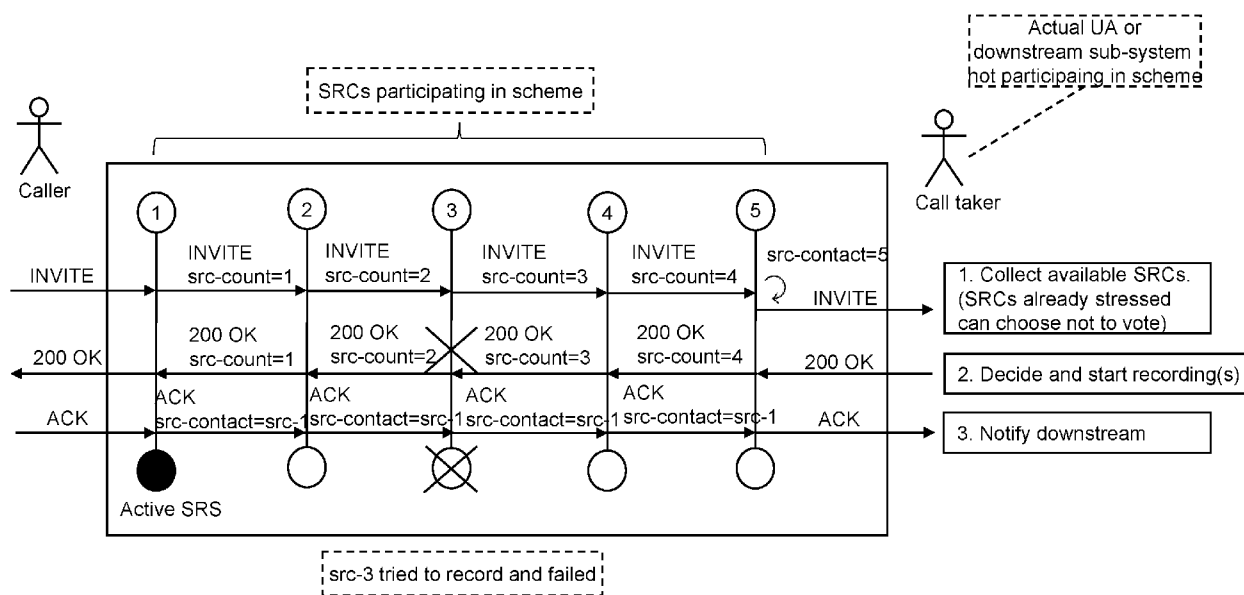 Actual UA or
downstream sub-system
hot participaing in scheme
SRCs participating in scheme
Caller
Call taker
1
2
3
4
5
INVITE
INVITE
src-count=1
INVITE
src-count=2
INVITE
src-count=3
INVITE
src-count=4
src-contact=5
INVITE
1. Collect available SRCs.
(SRCs already stressed
can choose not to vote)
200 OK
200 OK
src-count=1
200 OK
src-count=2
200 OK
src-count=3
200 OK
src-count=4
200 OK
2. Decide and start recording(s)
ACK
ACK
src-contact=src-1
ACK
src-contact=src-1
ACK
src-contact=src-1
ACK
src-contact=src-1
ACK
3. Notify downstream
Active SRS
src-3 tried to record and failed